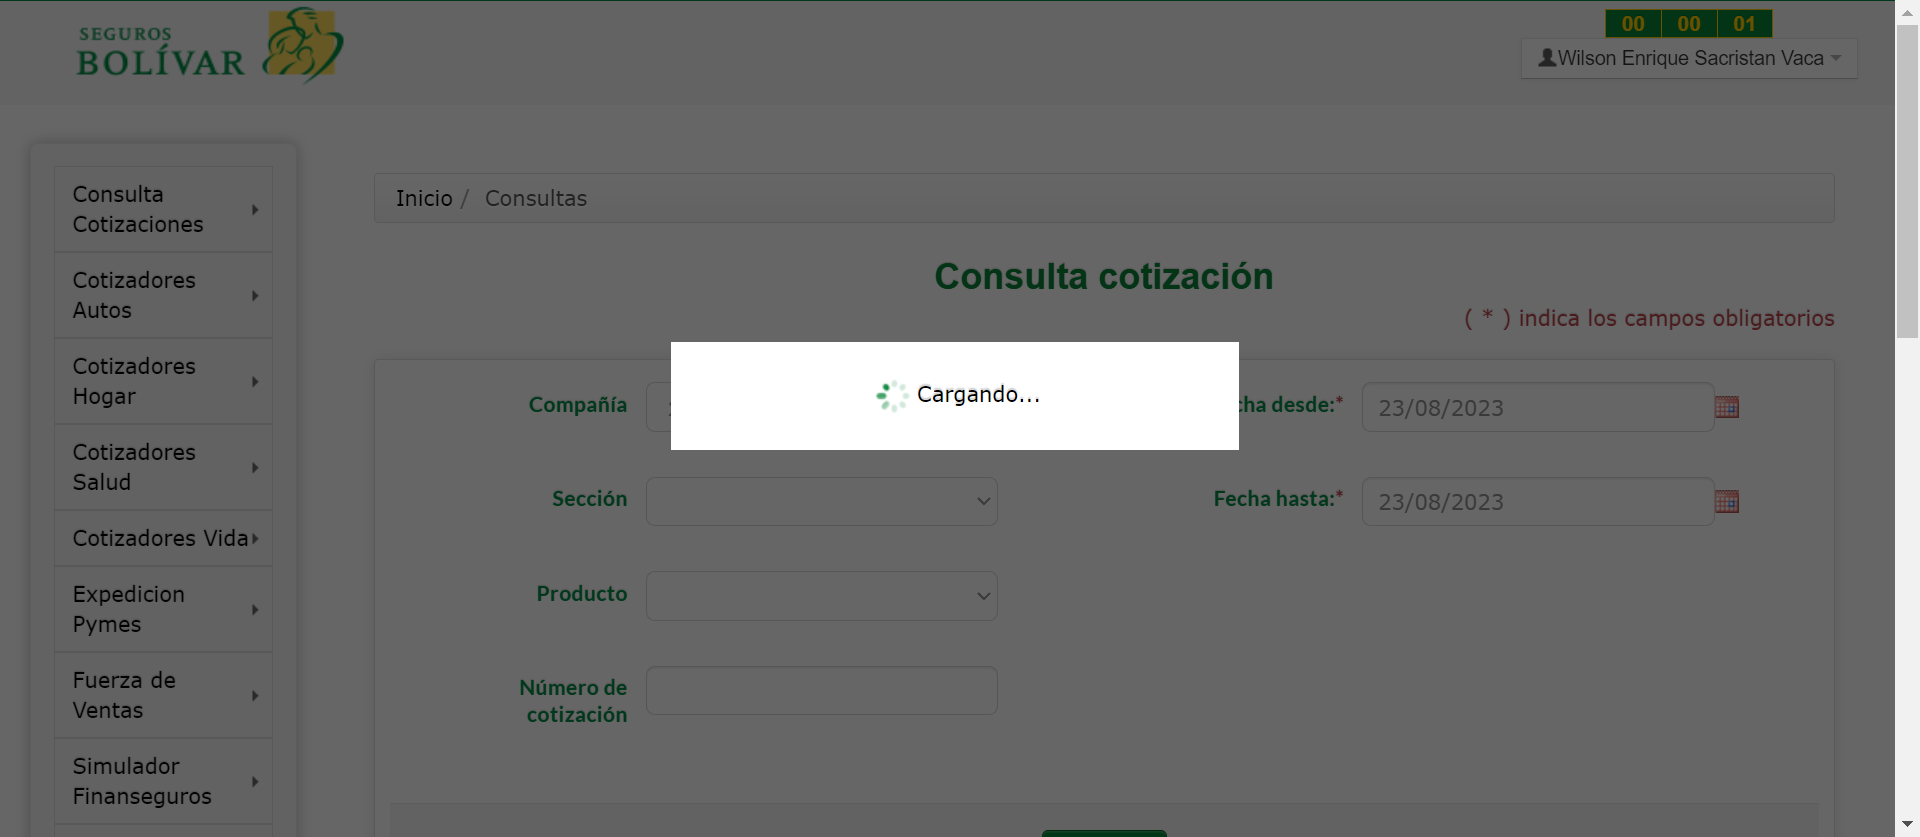 SEGUROS
BOLÍVAR
00 00 01
Wilson Enrique Sacristan Vaca
Consulta
Cotizaciones
Cotizadores
Autos
Cotizadores
Hogar
Cotizadores
Salud
Cotizadores Vida
Expedicion
Pymes
Fuerza de
Ventas
Simulador
Finanseguros
Inicio / Consultas
Consulta cotización
( * ) indica los campos obligatorios
Cargando...
Compañía
desde:* 23/08/2023
Sección
Fecha hasta:* 23/08/2023
Producto
Número de
cotización